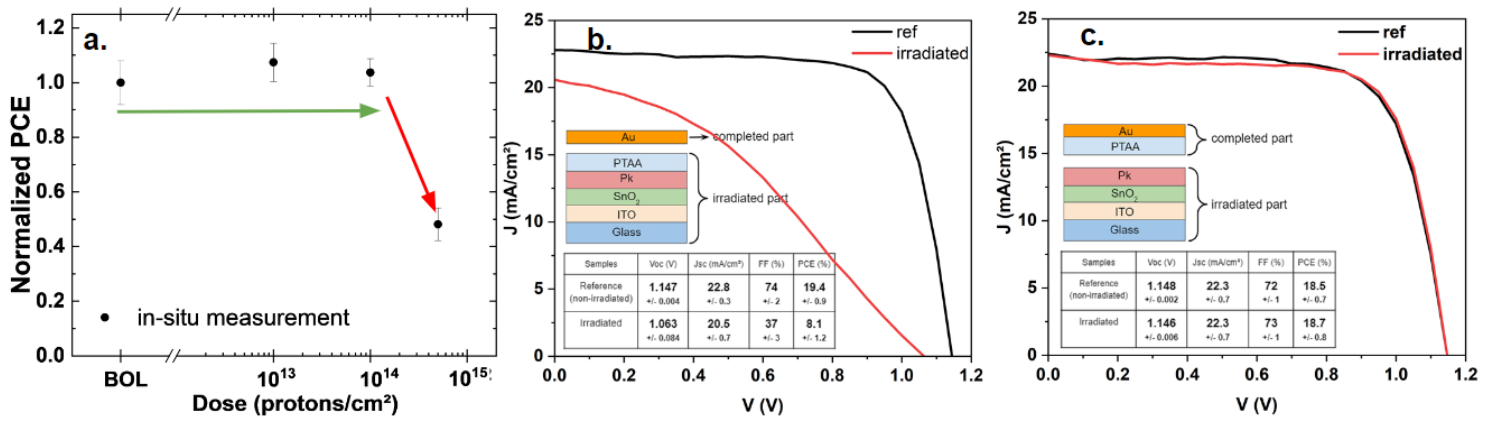 a.
Normalized PCE
1.2
1.0
0.8
0.6
0.4
0.2
0.0
in-situ measurement
BOL
10¹³
10¹⁴
10¹⁵
Dose (protons/cm²)
b.
ref
irradiated
J (mA/cm²)
25
20
15
10
5
0
Au
completed part
PTAA
Pk
SnO₂
ITO
Glass
irradiated part
Samples Voc (V) Jsc (mA/cm²) FF (%) PCE (%)
Reference 1.147 22.8 74 19.4
(non-irradiated) +/- 0.004 +/- 0.3 +/- 2 +/- 0.9
Irradiated 1.063 20.5 37 8.1
+/- 0.084 +/- 0.7 +/- 3 +/- 1.2
0.0 0.2 0.4 0.6 0.8 1.0 1.2
V (V)
c.
ref
irradiated
J (mA/cm²)
25
20
15
10
5
0
Au
PTAA
completed part
Pk
SnO₂
ITO
Glass
irradiated part
Samples Voc (V) Jsc (mA/cm²) FF (%) PCE (%)
Reference 1.148 22.3 72 18.5
(non-irradiated) +/- 0.002 +/- 0.7 +/- 1 +/- 0.7
Irradiated 1.146 22.3 73 18.7
+/- 0.006 +/- 0.7 +/- 1 +/- 0.8
0.0 0.2 0.4 0.6 0.8 1.0 1.2
V (V)